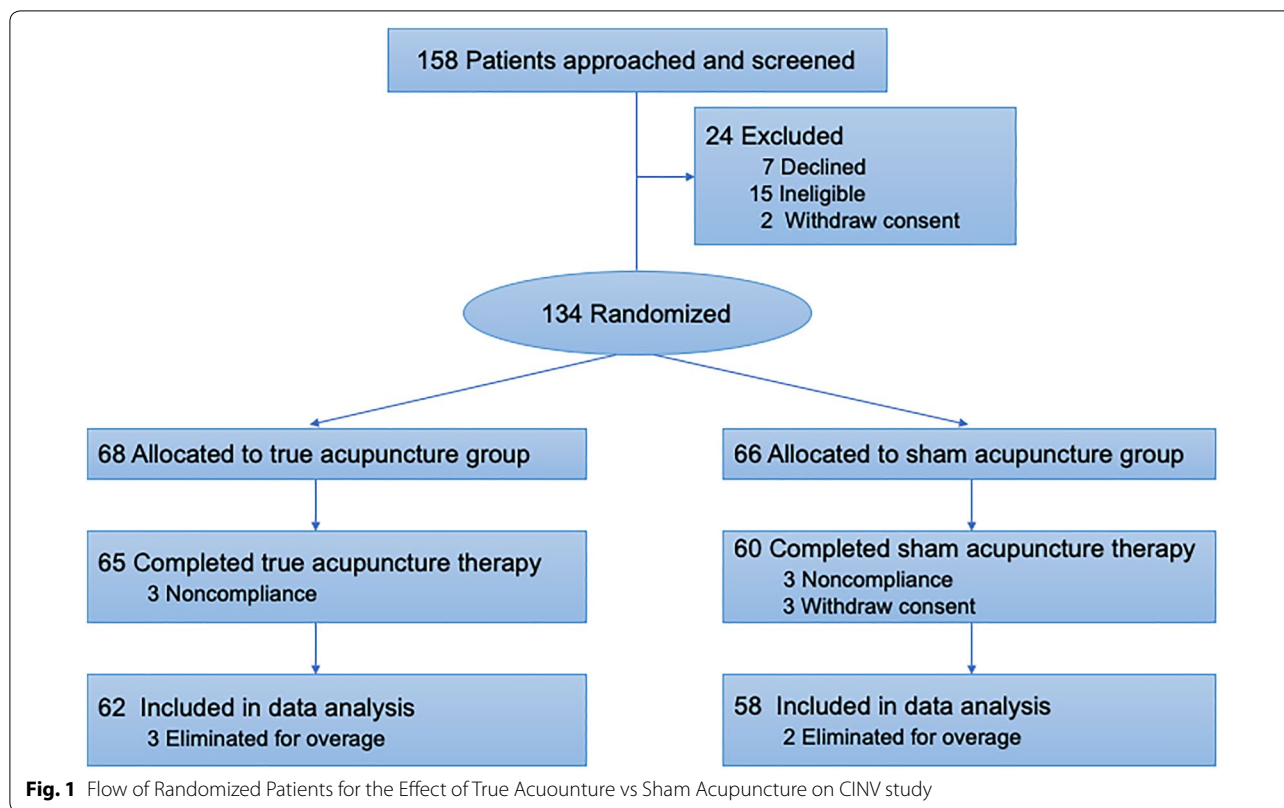 158 Patients approached and screened
24 Excluded
7 Declined
15 Ineligible
2 Withdraw consent
134 Randomized
68 Allocated to true acupuncture group
66 Allocated to sham acupuncture group
65 Completed true acupuncture therapy
3 Noncompliance
60 Completed sham acupuncture therapy
3 Noncompliance
3 Withdraw consent
62 Included in data analysis
3 Eliminated for overage
58 Included in data analysis
2 Eliminated for overage
Fig. 1 Flow of Randomized Patients for the Effect of True Acuounture vs Sham Acupuncture on CINV study